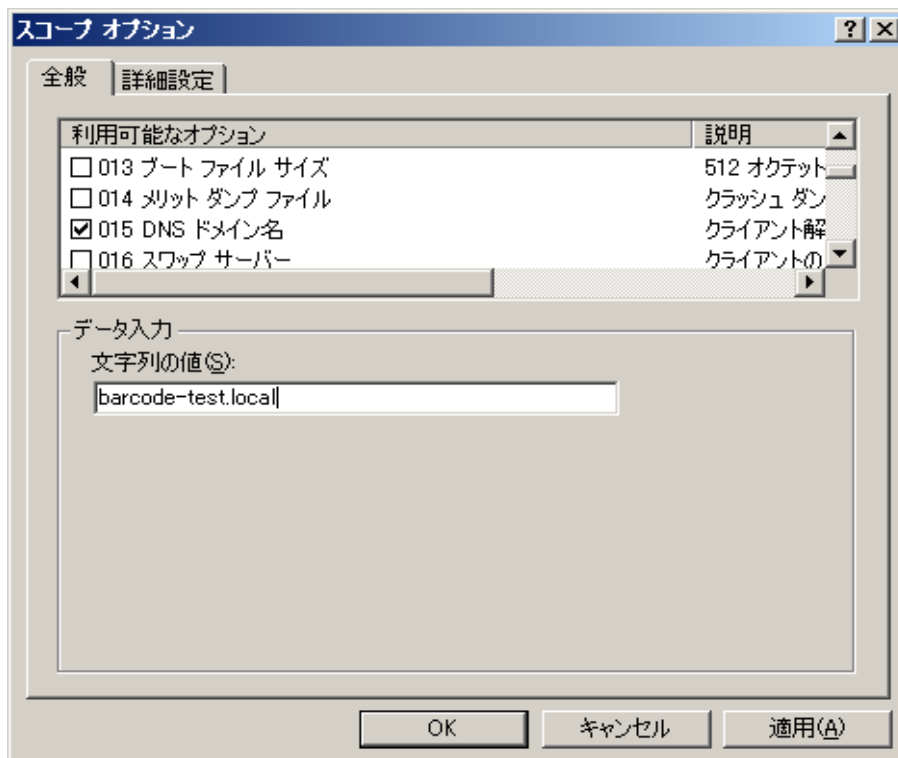 スコープ オプション
全般
詳細設定
利用可能なオプション 説明
013 ブート ファイル サイズ 512 オクテット
014 メリット ダンプ ファイル クラッシュ ダン
015 DNS ドメイン名 クライアント解
016 スワップ サーバー クライアントの
データ入力
文字列の値(S):
barcode-test.local
OK キャンセル 適用(A)